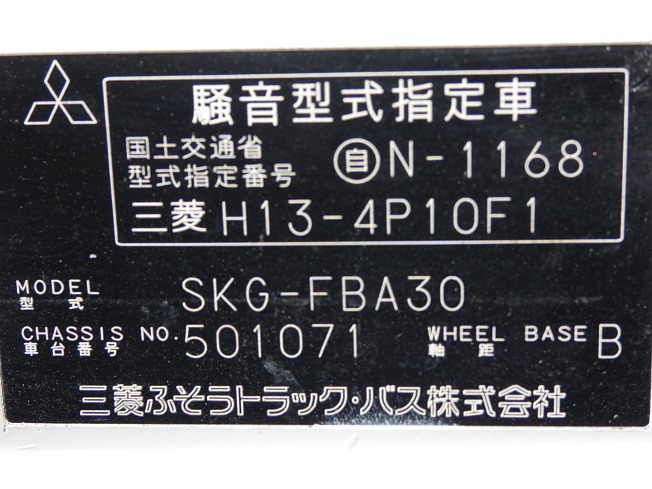 騒音型式指定車
国土交通省
型式指定番号 自N-1168
三菱 H13-4P10F1
MODEL
型式 SKG-FBA30
CHASSIS NO. 501071 WHEEL BASE B
車台番号 軸距
三菱ふそうトラック・バス株式会社